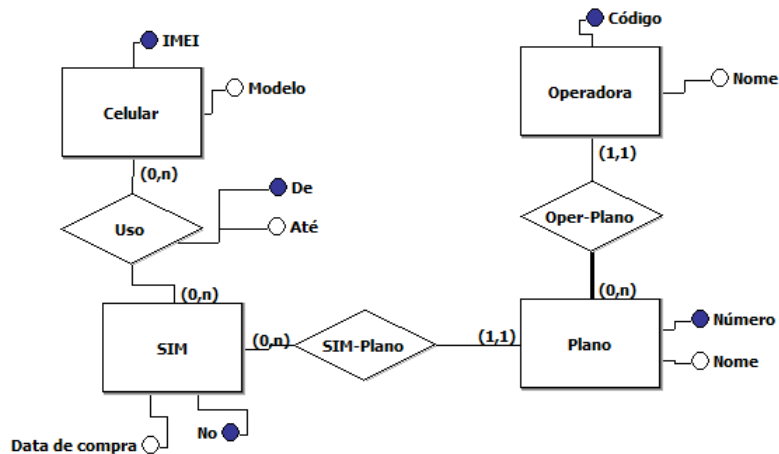 IMEI
Modelo
Celular
(0,n)
De
Uso
Até
(0,n)
SIM
(0,n)
SIM-Plano
(1,1)
Data de compra
No
Código
Operadora
Nome
(1,1)
Oper-Plano
(0,n)
Número
Plano
Nome